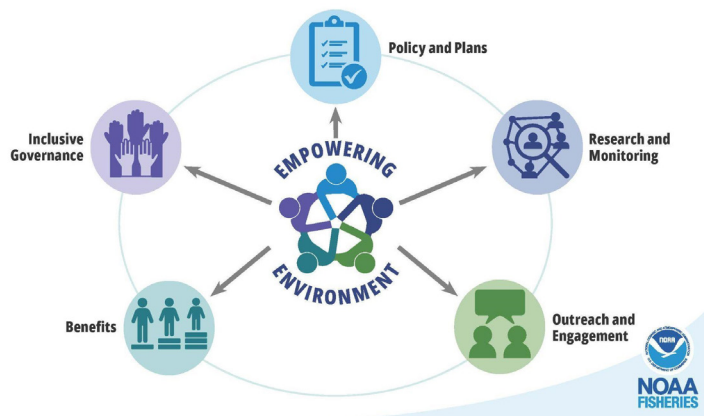 Policy and Plans
Inclusive
Governance
Research and
Monitoring
EMPOWERING
ENVIRONMENT
Benefits
Outreach and
Engagement
NOAA
NOAA
FISHERIES